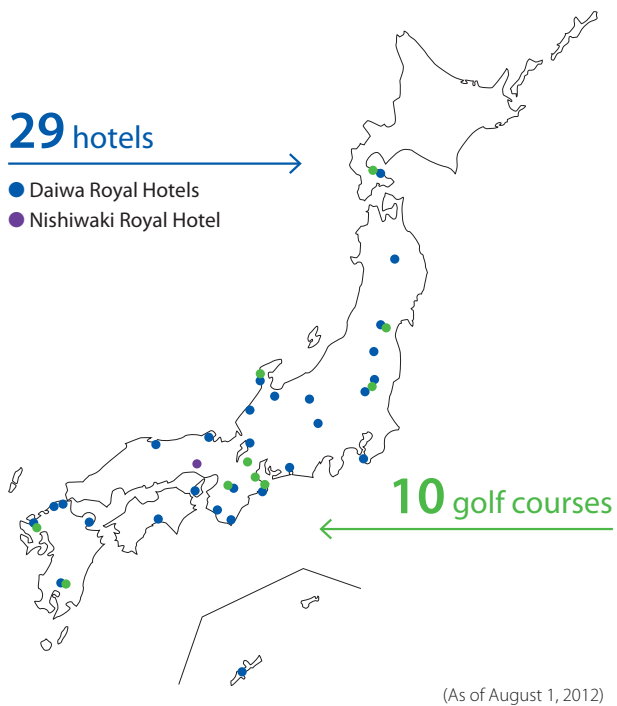 29 hotels
Daiwa Royal Hotels
Nishiwaki Royal Hotel
10 golf courses
(As of August 1, 2012)